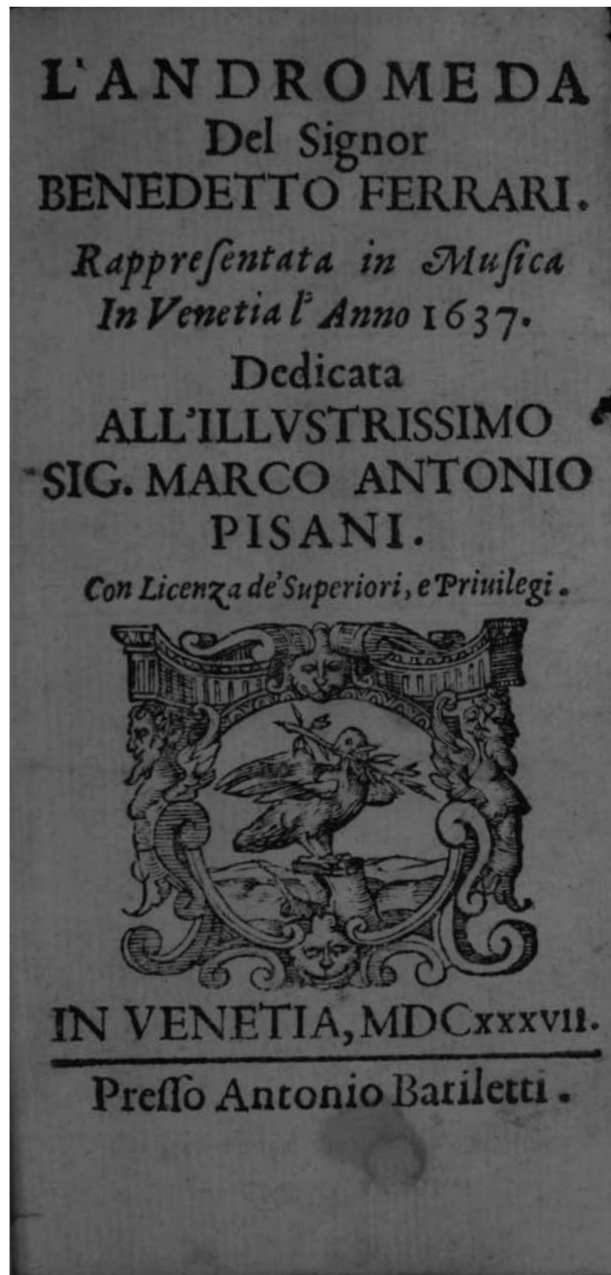 L'ANDROMEDA
Del Signor
BENEDETTO FERRARI.
Rappreſentata in Muſica
In Venetia l'Anno 1637.
Dedicata
ALL'ILLVSTRISSIMO
SIG. MARCO ANTONIO
PISANI.
Con Licenza de' Superiori, e Priuilegi.
IN VENETIA, MDCxxxvii.
Preſſo Antonio Bariletti.